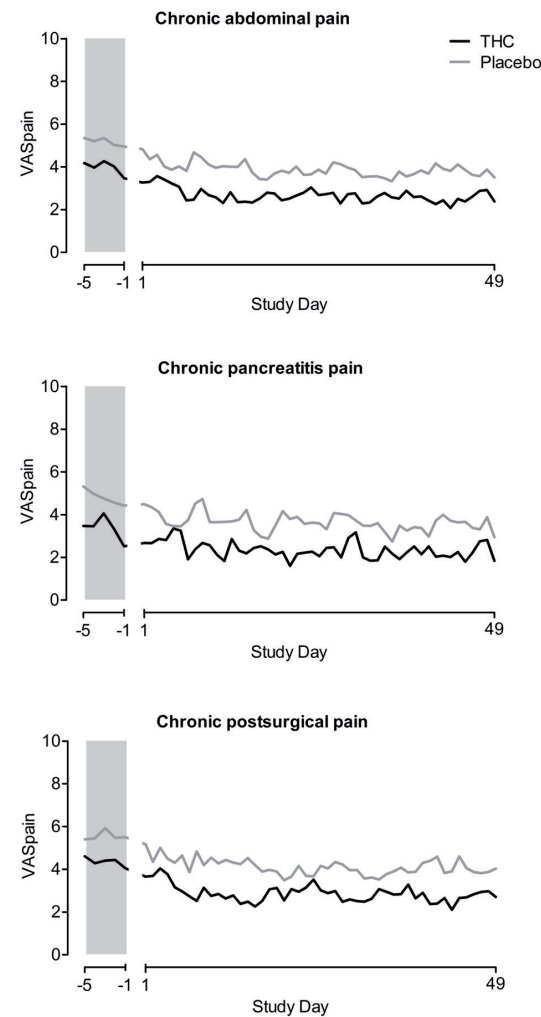 Chronic abdominal pain
THC
Placebo
10
8
6
4
2
0
VASpain
-5 -1 1 49
Study Day
Chronic pancreatitis pain
10
8
6
4
2
0
VASpain
-5 -1 1 49
Study Day
Chronic postsurgical pain
10
8
6
4
2
0
VASpain
-5 -1 1 49
Study Day